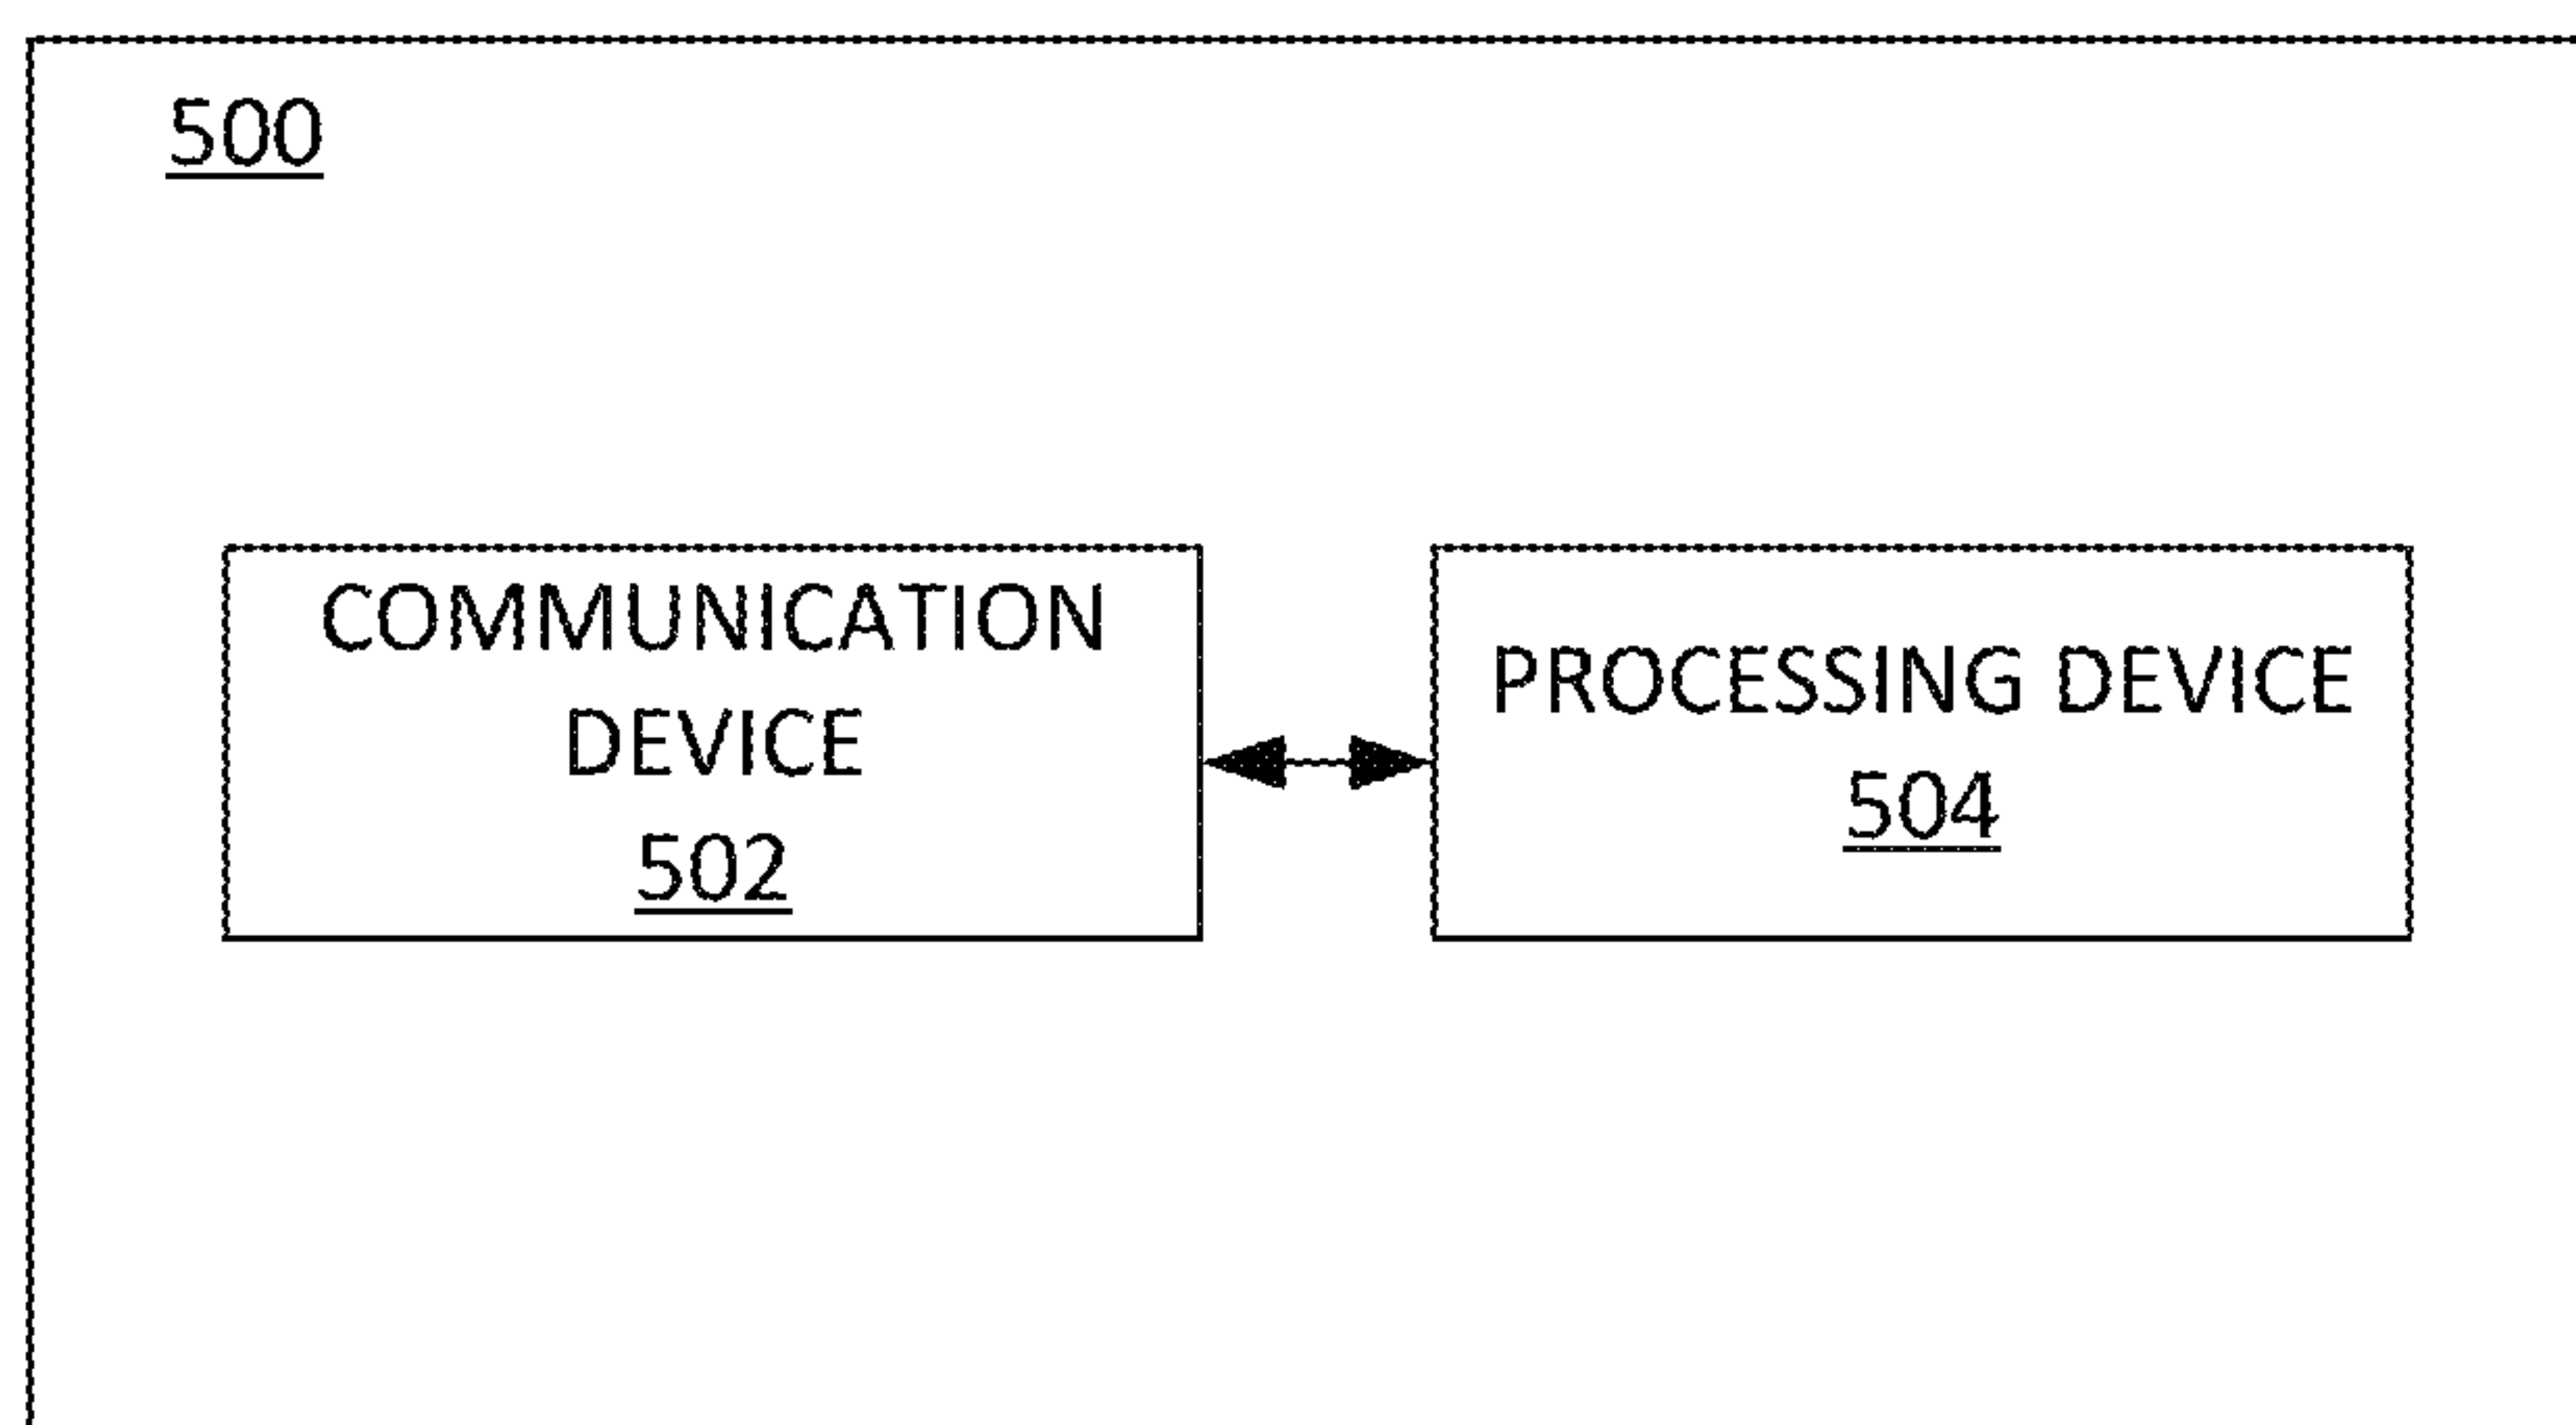 500
COMMUNICATION
DEVICE
502
PROCESSING DEVICE
504